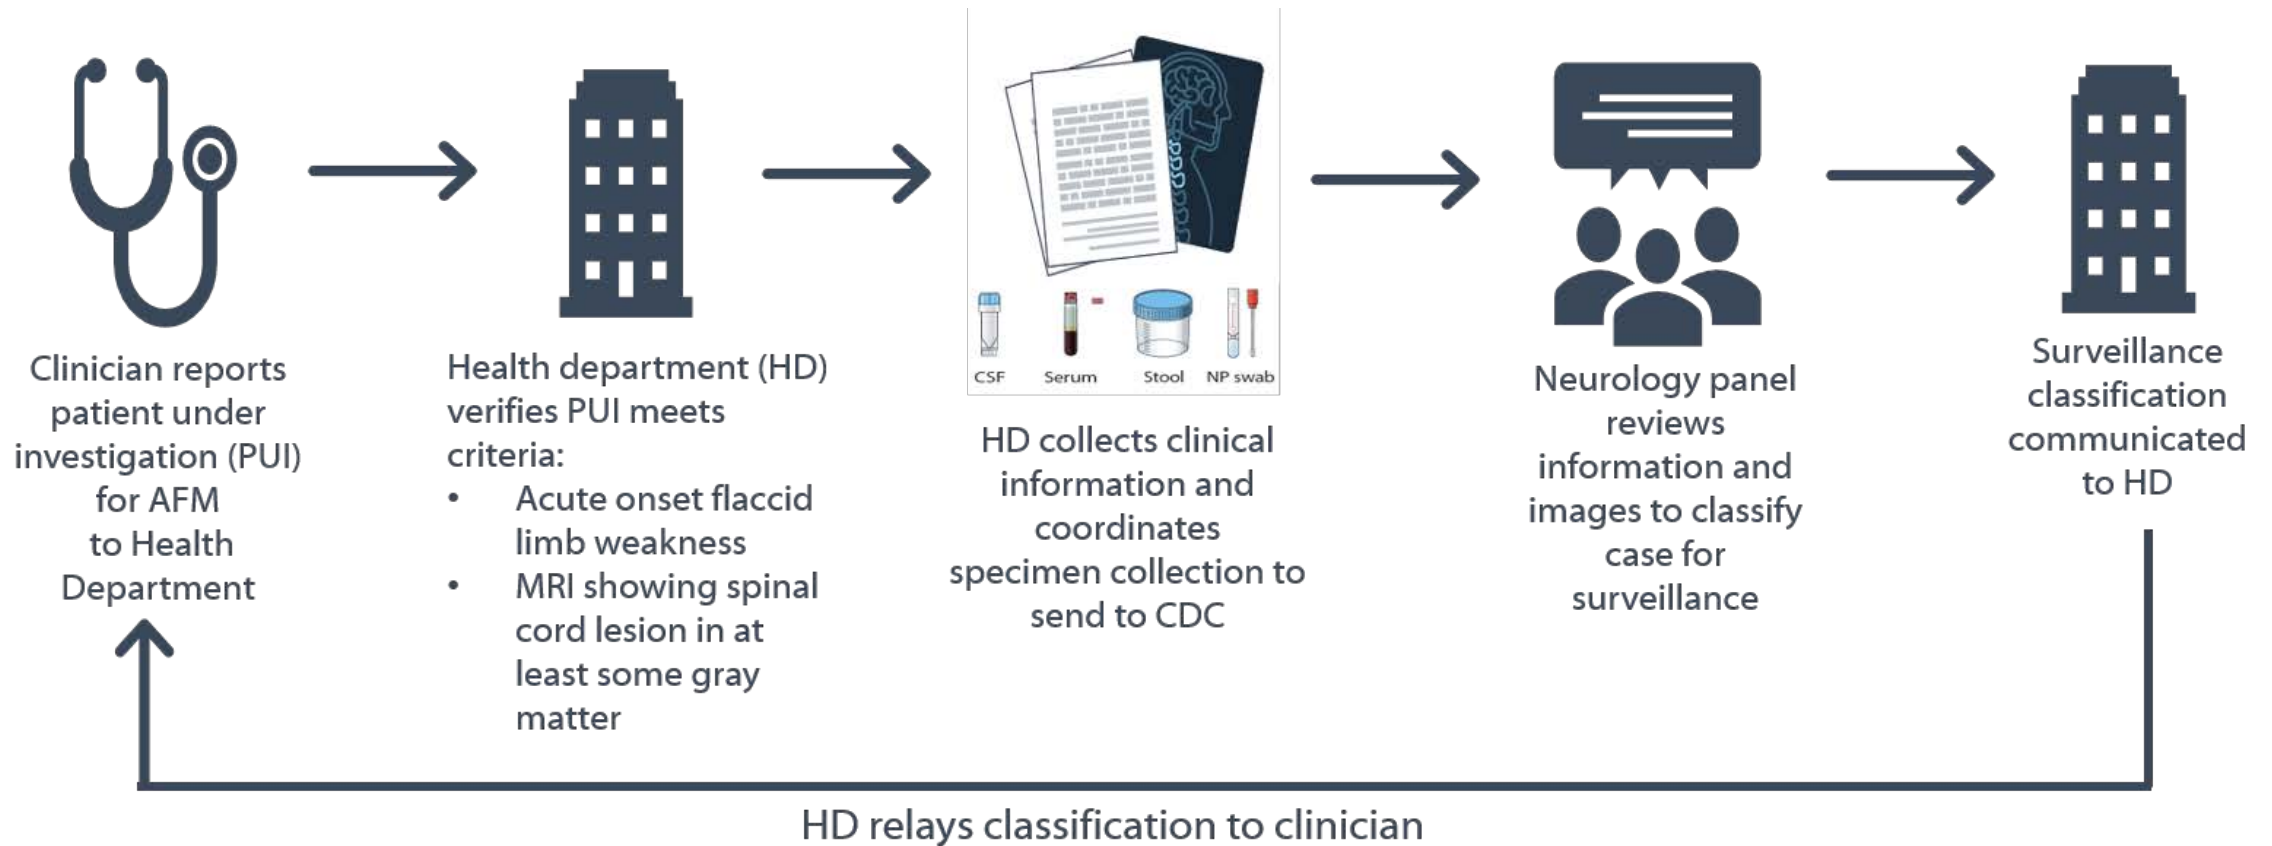 Clinician reports
patient under
investigation (PUI)
for AFM
to Health
Department
Health department (HD)
verifies PUI meets
criteria:
• Acute onset flaccid
limb weakness
• MRI showing spinal
cord lesion in at
least some gray
matter
CSF Serum Stool NP swab
HD collects clinical
information and
coordinates
specimen collection to
send to CDC
Neurology panel
reviews
information and
images to classify
case for
surveillance
Surveillance
classification
communicated
to HD
HD relays classification to clinician